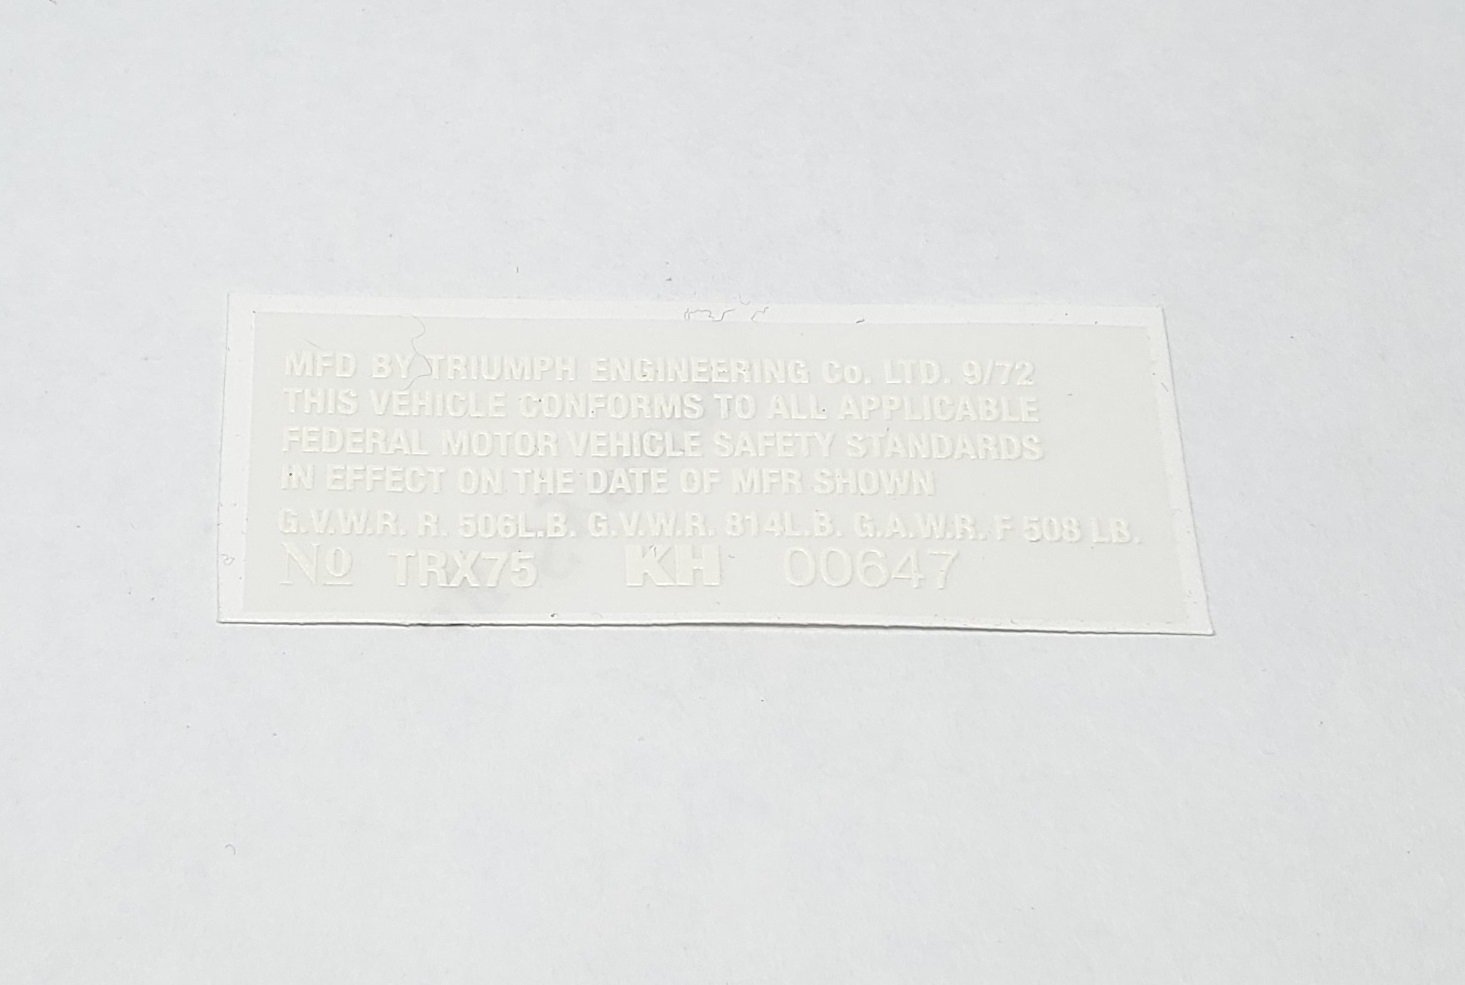 MFD BY TRIUMPH ENGINEERING Co. LTD. 9/72
THIS VEHICLE CONFORMS TO ALL APPLICABLE
FEDERAL MOTOR VEHICLE SAFETY STANDARDS
IN EFFECT ON THE DATE OF MFR SHOWN
G.V.W.R. R. 506L.B. G.V.W.R. 814L.B. G.A.W.R. F 508 LB.
No TRX75 KH 00647